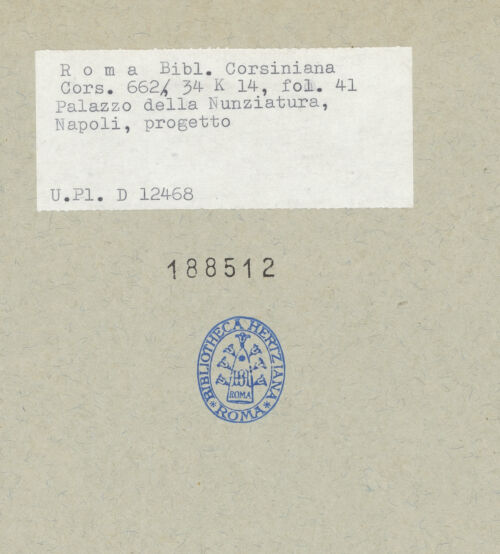 R o m a Bibl. Corsiniana
Cors. 662, 34 K 14, fol. 41
Palazzo della Nunziatura,
Napoli, progetto
U.Pl. D 12468
188512
BIBLIOTHECA HERTZIANA
ROMA
* ROMA *